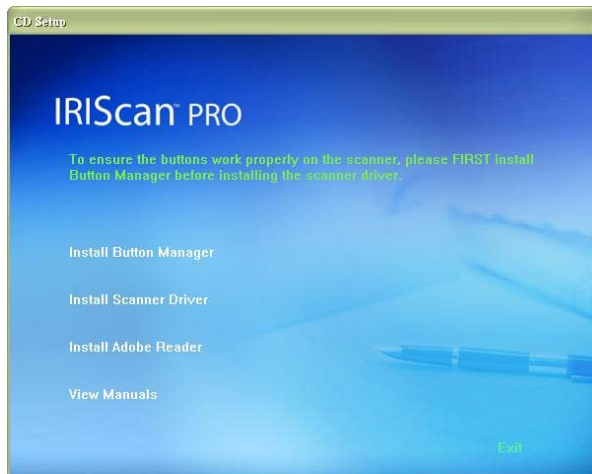 CD Setup
IRIScan™ PRO
To ensure the buttons work properly on the scanner, please FIRST install
Button Manager before installing the scanner driver.
Install Button Manager
Install Scanner Driver
Install Adobe Reader
View Manuals
Exit